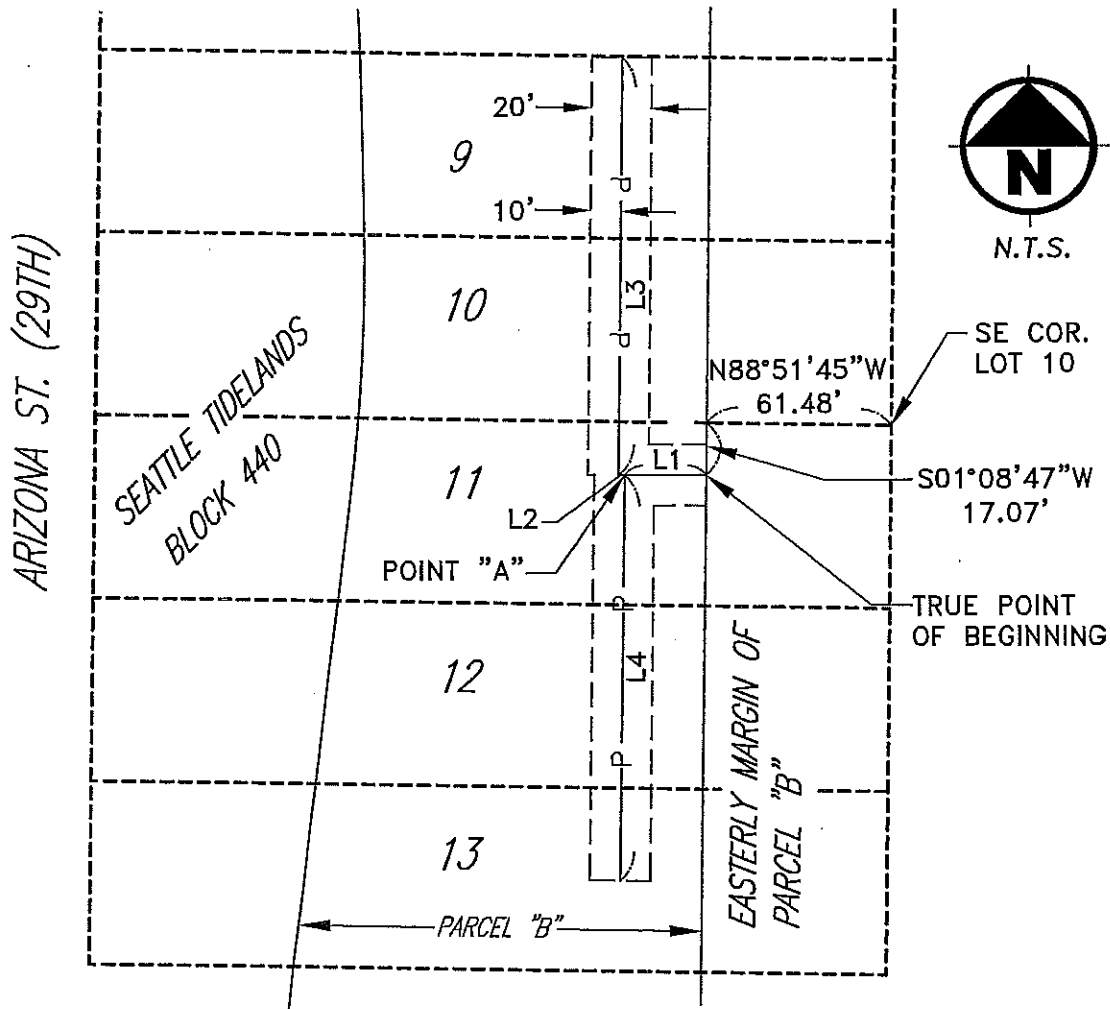 20'
9
10'
P
N
N.T.S.
ARIZONA ST. (29TH)
10
L3
P
SE COR.
LOT 10
N88°51'45"W
61.48'
SEATTLE TIDELANDS
BLOCK 440
11
L1
S01°08'47"W
17.07'
L2
POINT "A"
P
TRUE POINT
OF BEGINNING
12
L4
P
EASTERLY MARGIN OF
PARCEL "B"
13
PARCEL "B"